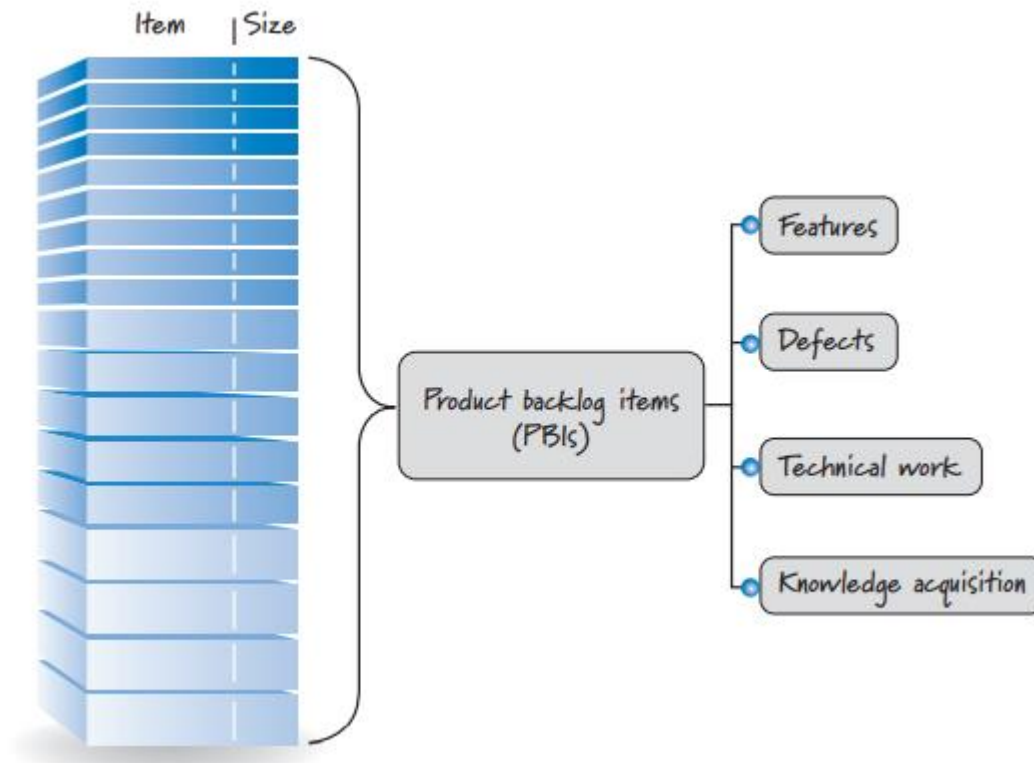 Item | Size
Features
Defects
Product backlog items
(PBIs)
Technical work
Knowledge acquisition